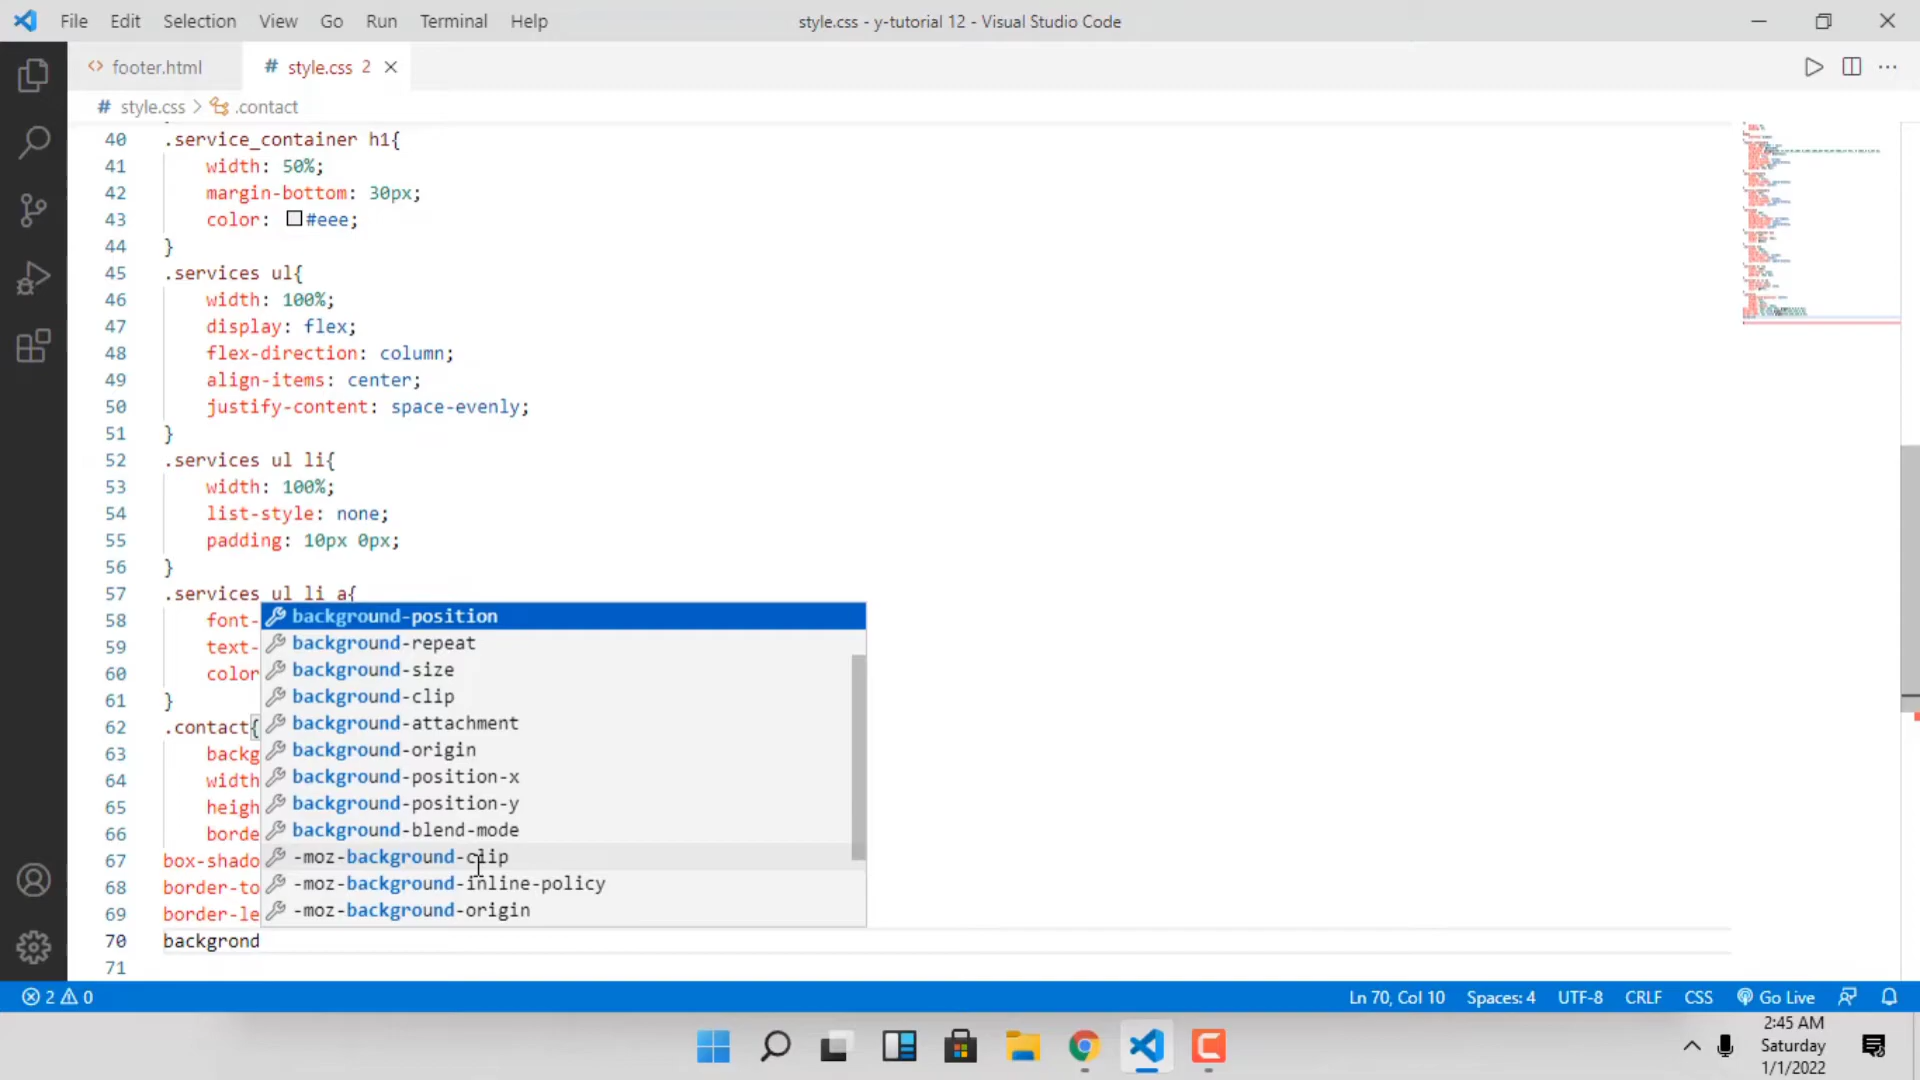 File Edit Selection View Go Run Terminal Help
style.css - y-tutorial 12 - Visual Studio Code
footer.html
# style.css 2
# style.css > .contact
40 .service_container h1{
41 width: 50%;
42 margin-bottom: 30px;
43 color: #eee;
44 }
45 .services ul{
46 width: 100%;
47 display: flex;
48 flex-direction: column;
49 align-items: center;
50 justify-content: space-evenly;
51 }
52 .services ul li{
53 width: 100%;
54 list-style: none;
55 padding: 10px 0px;
56 }
57 .services ul li a{
58 font-
59 text-
60 color
61 }
62 .contact{
63 backg
64 width
65 heigh
66 borde
67 box-shado
68 border-to
69 border-le
70 backgrond
71
background-position
background-repeat
background-size
background-clip
background-attachment
background-origin
background-position-x
background-position-y
background-blend-mode
-moz-background-clip
-moz-background-inline-policy
-moz-background-origin
2 0
Ln 70, Col 10 Spaces: 4 UTF-8 CRLF CSS Go Live
2:45 AM
Saturday
1/1/2022